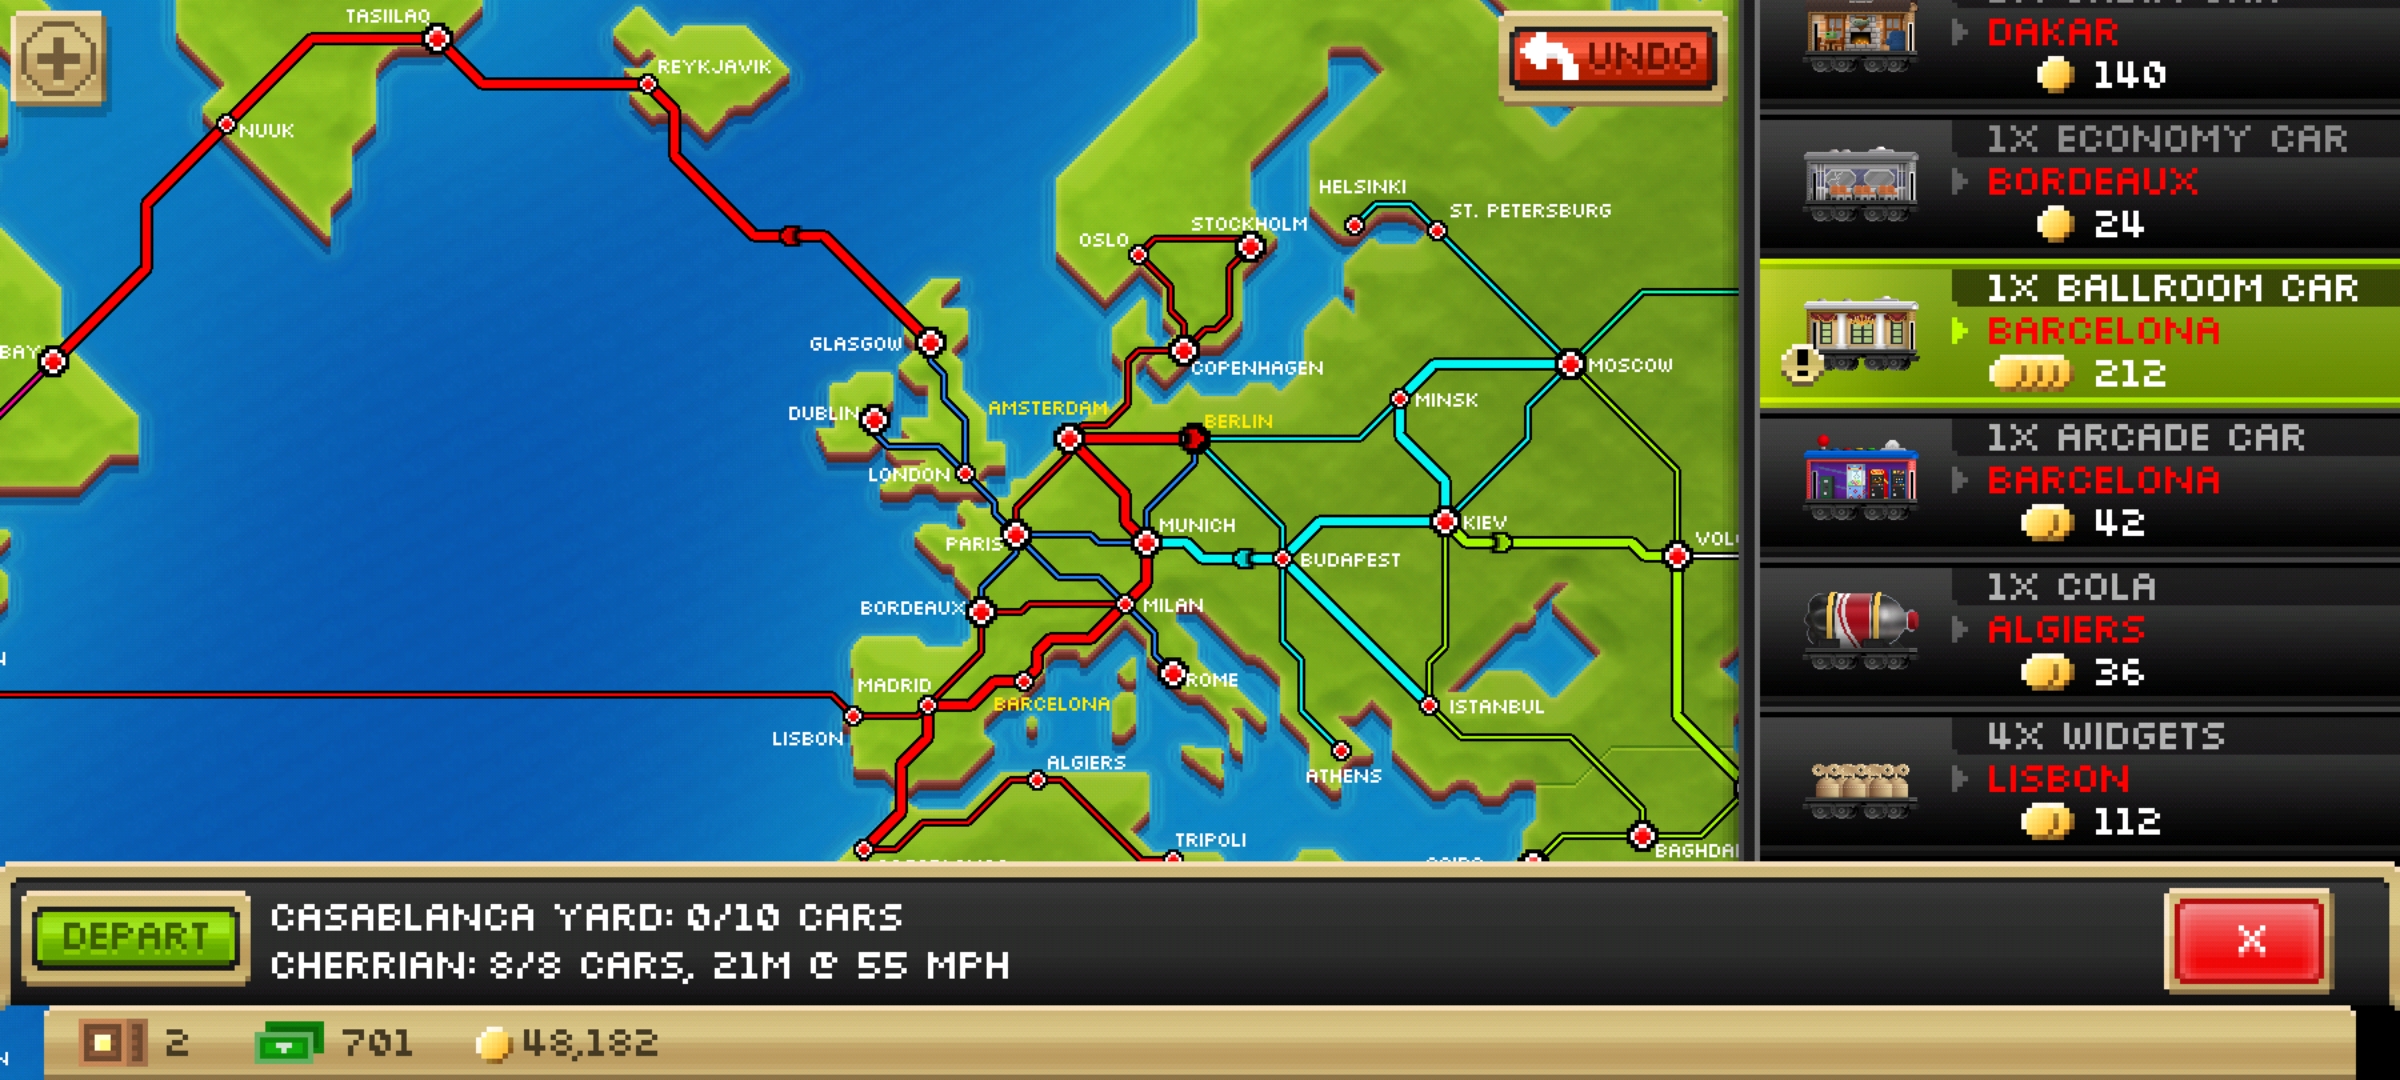 TASIILAQ
REYKJAVIK
NUUK
UNDO
HELSINKI
ST. PETERSBURG
STOCKHOLM
OSLO
GLASGOW
BAY
COPENHAGEN
MOSCOW
MINSK
DUBLIN
AMSTERDAM
BERLIN
LONDON
PARIS
MUNICH
KIEV
BUDAPEST
BORDEAUX
MILAN
ROME
MADRID
BARCELONA
ISTANBUL
LISBON
ALGIERS
ATHENS
TRIPOLI
DAKAR
140
1X ECONOMY CAR
BORDEAUX
24
1X BALLROOM CAR
BARCELONA
212
1X ARCADE CAR
BARCELONA
42
1X COLA
ALGIERS
36
4X WIDGETS
LISBON
112
DEPART
CASABLANCA YARD: 0/10 CARS
CHERRIAN: 8/8 CARS, 21M @ 55 MPH
X
2
701
48,182